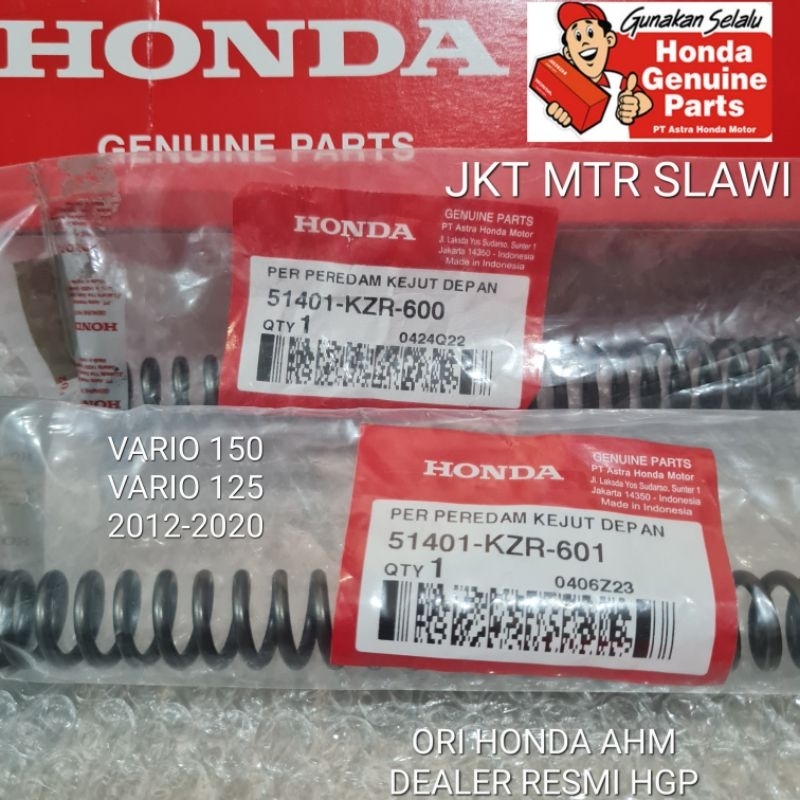 HONDA
GENUINE PARTS
Gunakan Selalu
Honda
Genuine
Parts
PT Astra Honda Motor
HONDA
JKT MTR SLAWI
HONDA
GENUINE PARTS
PT Astra Honda Motor
Jl. Laksda Yos Sudarso, Sunter 1
Jakarta 14350 - Indonesia
Made in Indonesia
PER PEREDAM KEJUT DEPAN
51401-KZR-600
QTY 1
0424Q22
HONDA
VARIO 150
VARIO 125
2012-2020
HONDA
GENUINE PARTS
PT Astra Honda Motor
Jl. Laksda Yos Sudarso, Sunter 1
Jakarta 14350 - Indonesia
Made in Indonesia
PER PEREDAM KEJUT DEPAN
51401-KZR-601
QTY 1
0406Z23
ORI HONDA AHM
DEALER RESMI HGP